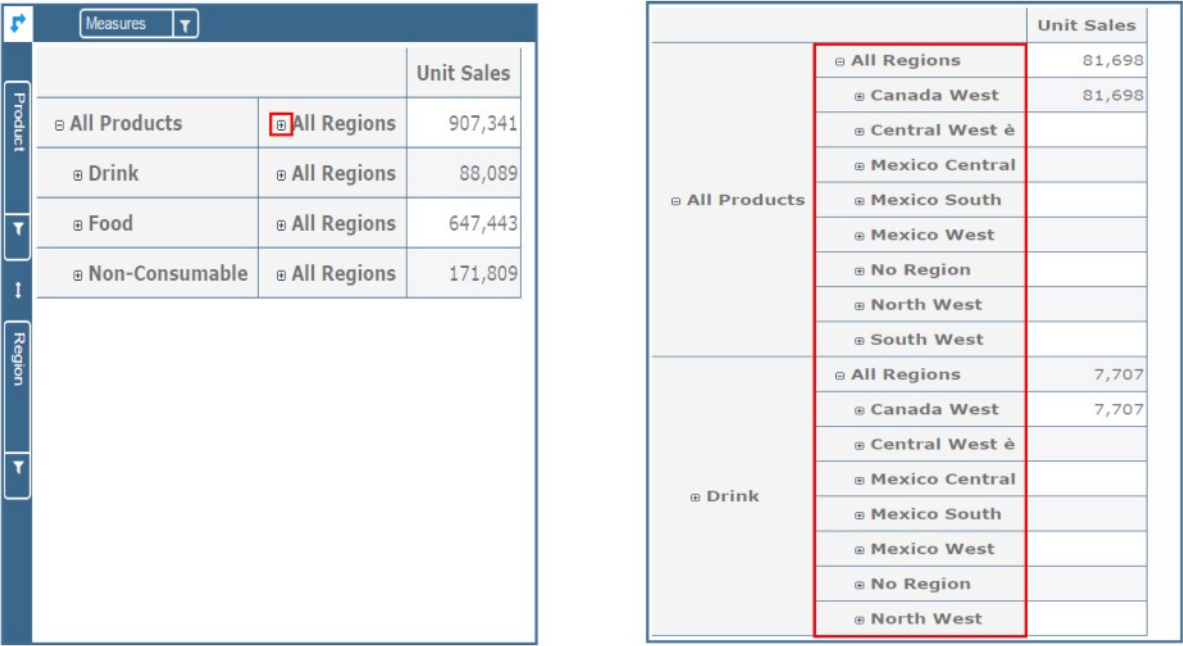 Measures
Product
Region
Unit Sales
All Products All Regions 907,341
Drink All Regions 88,089
Food All Regions 647,443
Non-Consumable All Regions 171,809
Unit Sales
All Products
All Regions 81,698
Canada West 81,698
Central West è
Mexico Central
Mexico South
Mexico West
No Region
North West
South West
Drink
All Regions 7,707
Canada West 7,707
Central West è
Mexico Central
Mexico South
Mexico West
No Region
North West